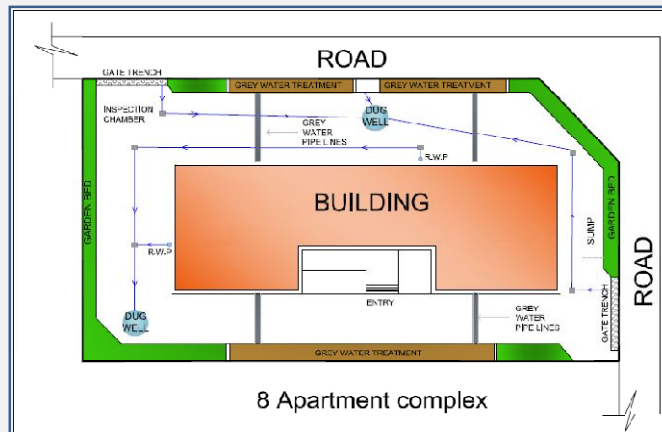 ROAD
GATE TRENCH
GREY WATER TREATMENT
GREY WATER TREATVENT
INSPECTION
CHAMBER
DUG
WELL
GREY
WATER
PIPE LINES
R.W.P
BUILDING
GARDEN BED
GARDEN BED
R.W.P
SUMP
ROAD
ENTRY
GATE TRENCH
DUG
WELL
GREY
WATER
PIPE LINES
GREY WATER TREATMENT
8 Apartment complex